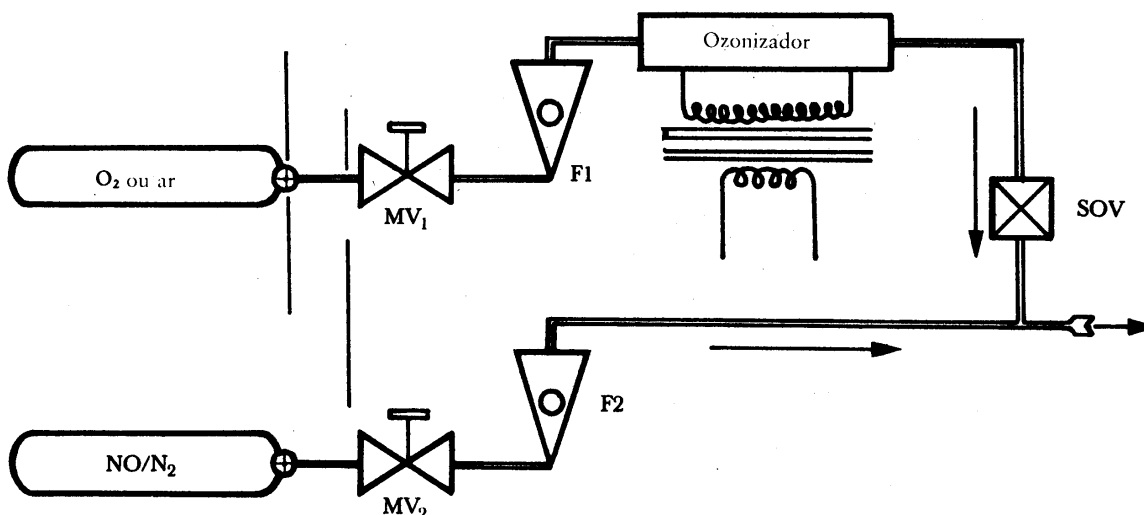 Ozonizador
O₂ ou ar
F1
MV₁
SOV
F2
NO/N₂
MV₂